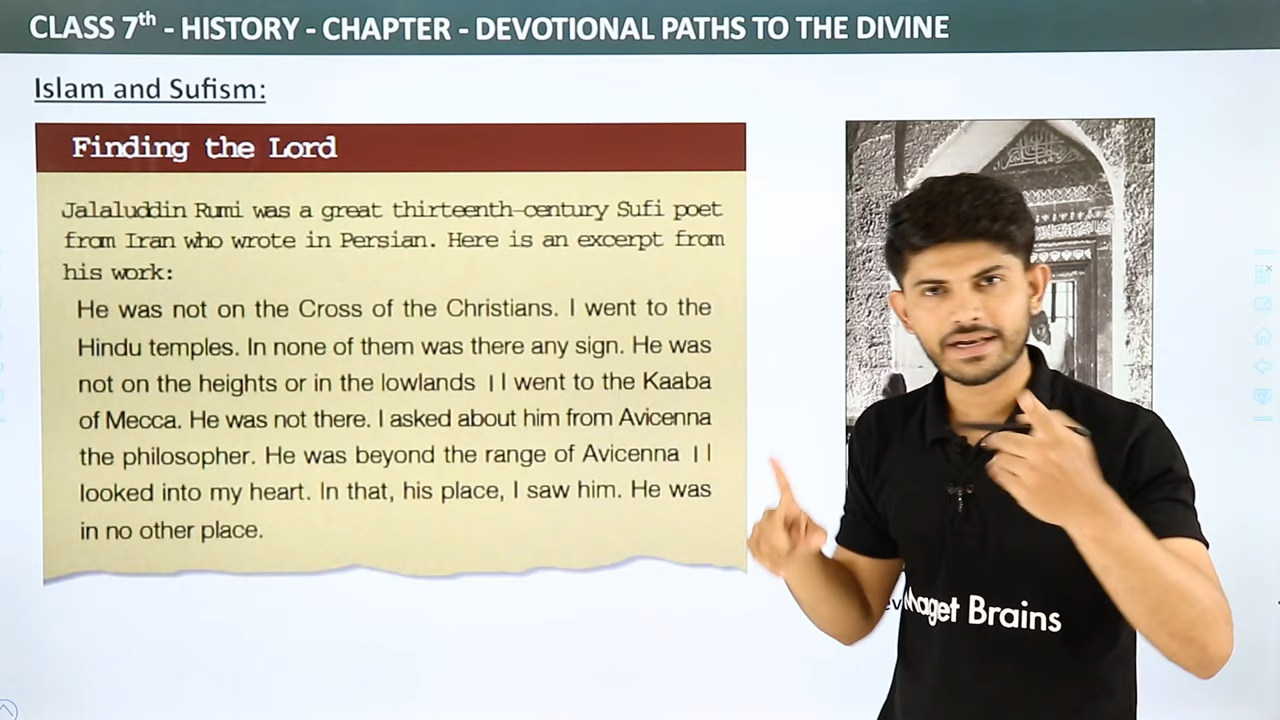 CLASS 7th - HISTORY - CHAPTER - DEVOTIONAL PATHS TO THE DIVINE
Islam and Sufism:
Finding the Lord
Jalaluddin Rumi was a great thirteenth-century Sufi poet
from Iran who wrote in Persian. Here is an excerpt from
his work:
He was not on the Cross of the Christians. I went to the
Hindu temples. In none of them was there any sign. He was
not on the heights or in the lowlands || went to the Kaaba
of Mecca. He was not there. I asked about him from Avicenna
the philosopher. He was beyond the range of Avicenna ||
looked into my heart. In that, his place, I saw him. He was
in no other place.
Maget Brains